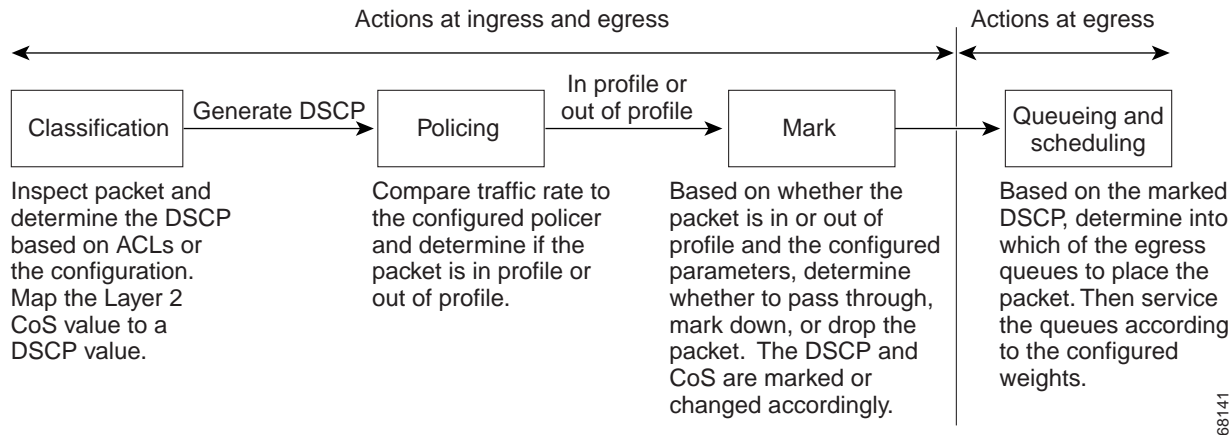 Actions at ingress and egress
Actions at egress
Classification
Generate DSCP
Policing
In profile or
out of profile
Mark
Queueing and
scheduling
Inspect packet and
determine the DSCP
based on ACLs or
the configuration.
Map the Layer 2
CoS value to a
DSCP value.
Compare traffic rate to
the configured policer
and determine if the
packet is in profile or
out of profile.
Based on whether the
packet is in or out of
profile and the configured
parameters, determine
whether to pass through,
mark down, or drop the
packet. The DSCP and
CoS are marked or
changed accordingly.
Based on the marked
DSCP, determine into
which of the egress
queues to place the
packet. Then service
the queues according
to the configured
weights.
68141